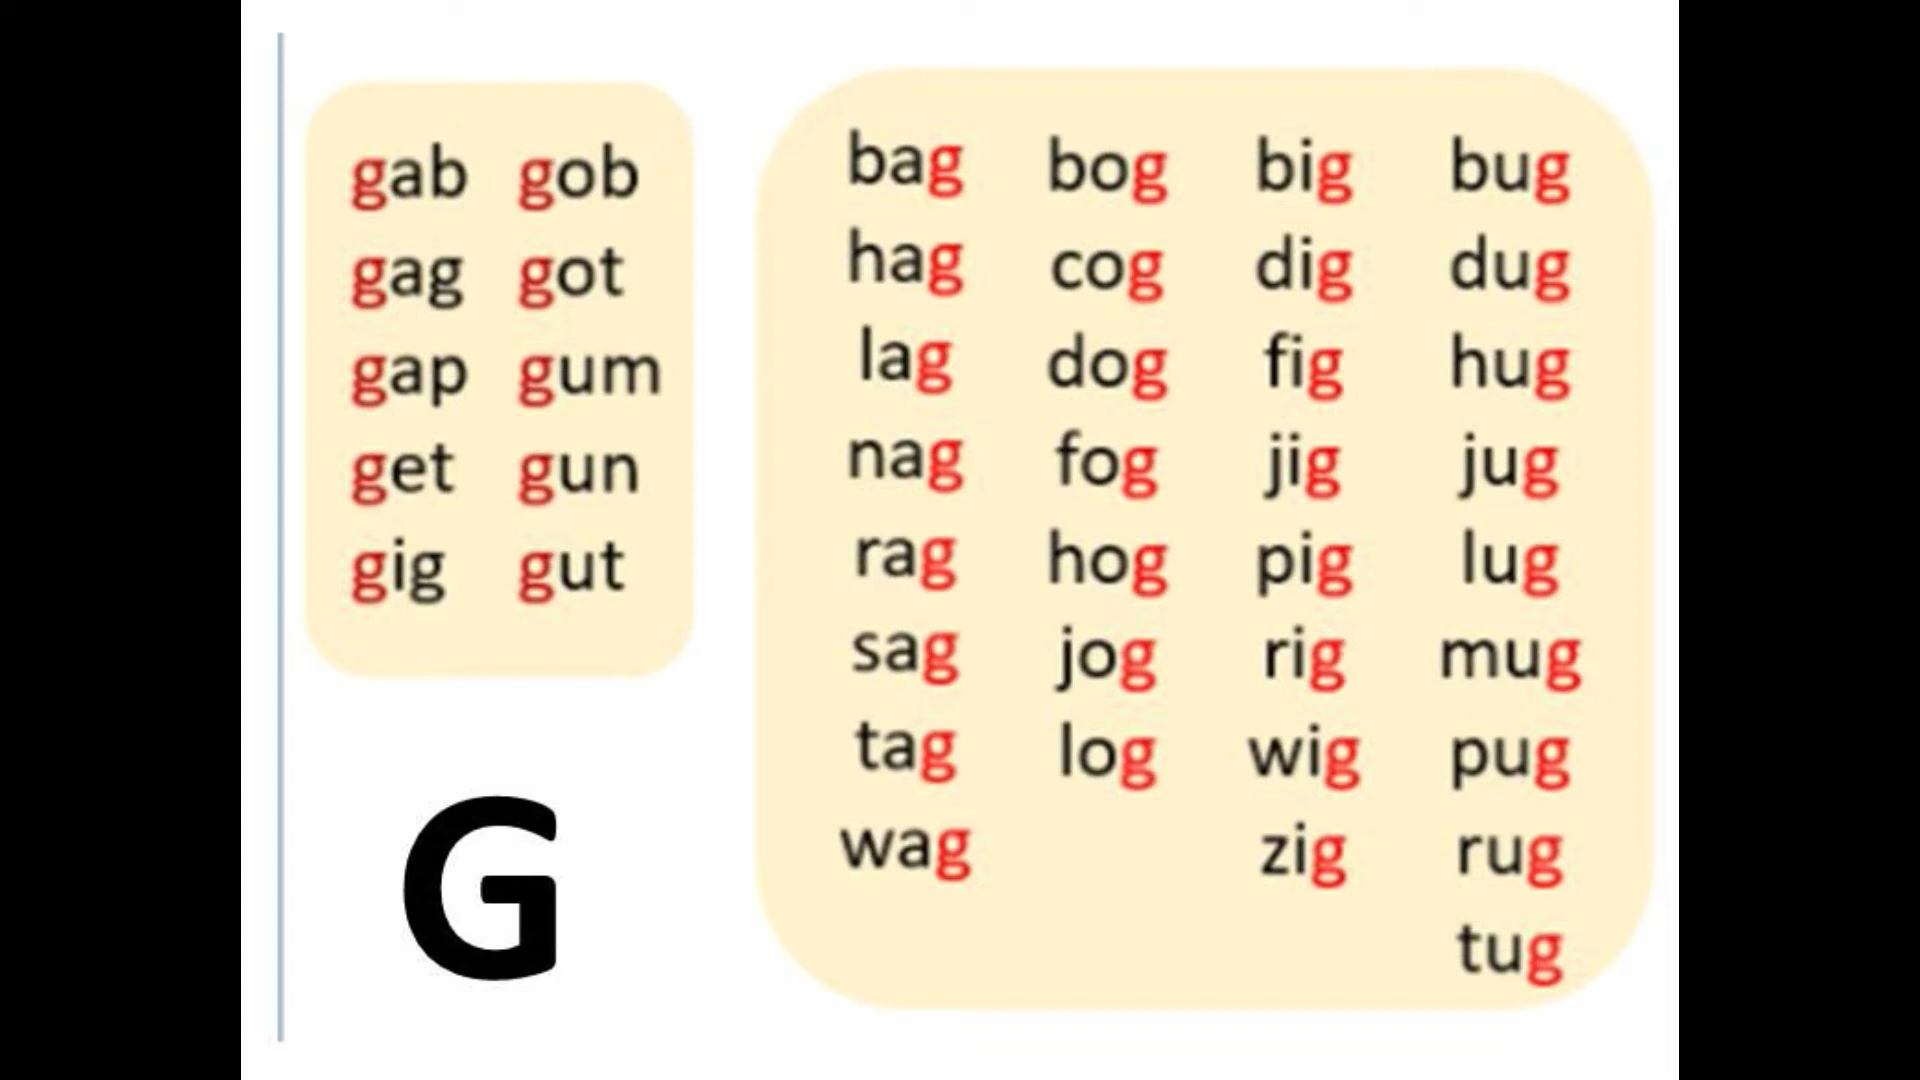 gab gob
gag got
gap gum
get gun
gig gut
G
bag bog big bug
hag cog dig dug
lag dog fig hug
nag fog jig jug
rag hog pig lug
sag jog rig mug
tag log wig pug
wag zig rug
tug